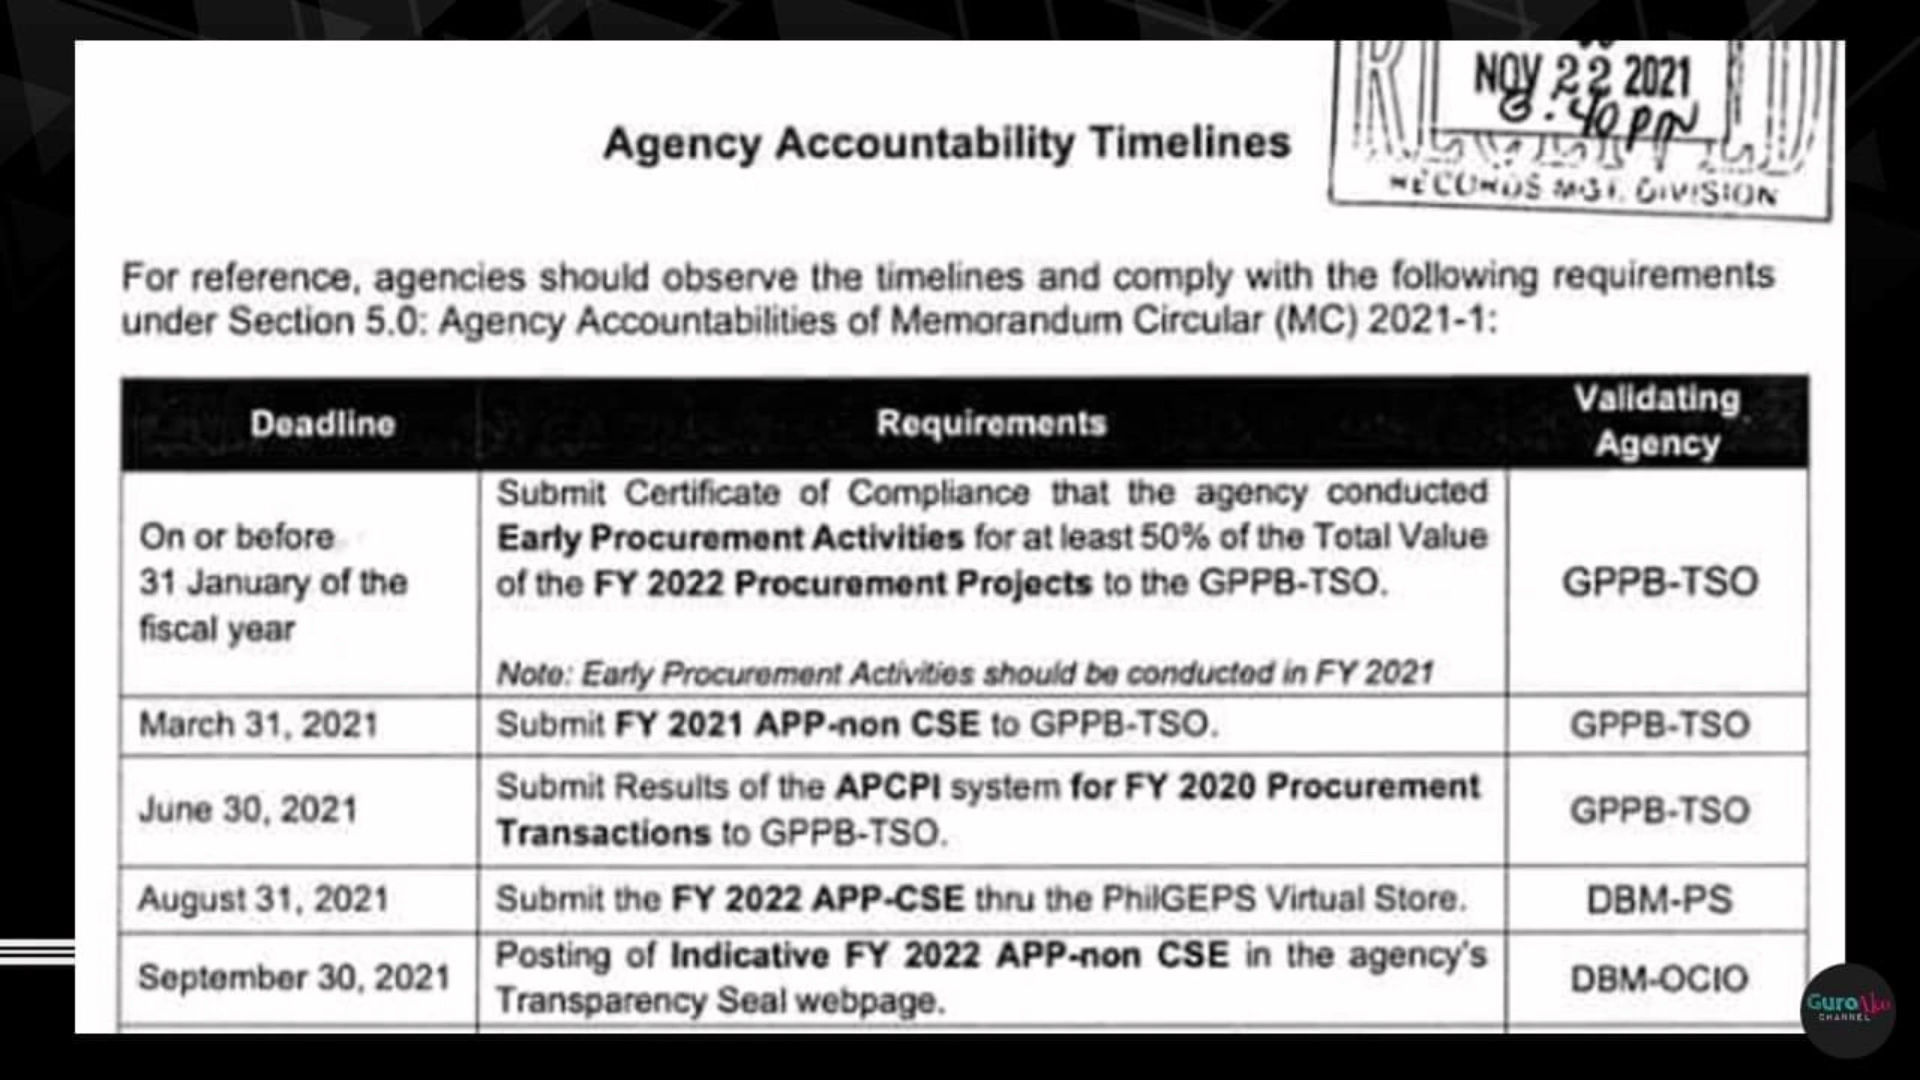 NOV 22 2021
3:40 PM
RECEIVED
RECORDS MGT. DIVISION
Agency Accountability Timelines
For reference, agencies should observe the timelines and comply with the following requirements
under Section 5.0: Agency Accountabilities of Memorandum Circular (MC) 2021-1:
Deadline
Requirements
Validating
Agency
On or before
31 January of the
fiscal year
Submit Certificate of Compliance that the agency conducted
Early Procurement Activities for at least 50% of the Total Value
of the FY 2022 Procurement Projects to the GPPB-TSO.
Note: Early Procurement Activities should be conducted in FY 2021
GPPB-TSO
March 31, 2021
Submit FY 2021 APP-non CSE to GPPB-TSO.
GPPB-TSO
June 30, 2021
Submit Results of the APCPI system for FY 2020 Procurement
Transactions to GPPB-TSO.
GPPB-TSO
August 31, 2021
Submit the FY 2022 APP-CSE thru the PhilGEPS Virtual Store.
DBM-PS
September 30, 2021
Posting of Indicative FY 2022 APP-non CSE in the agency's
Transparency Seal webpage.
DBM-OCIO
GuroAko
CHANNEL